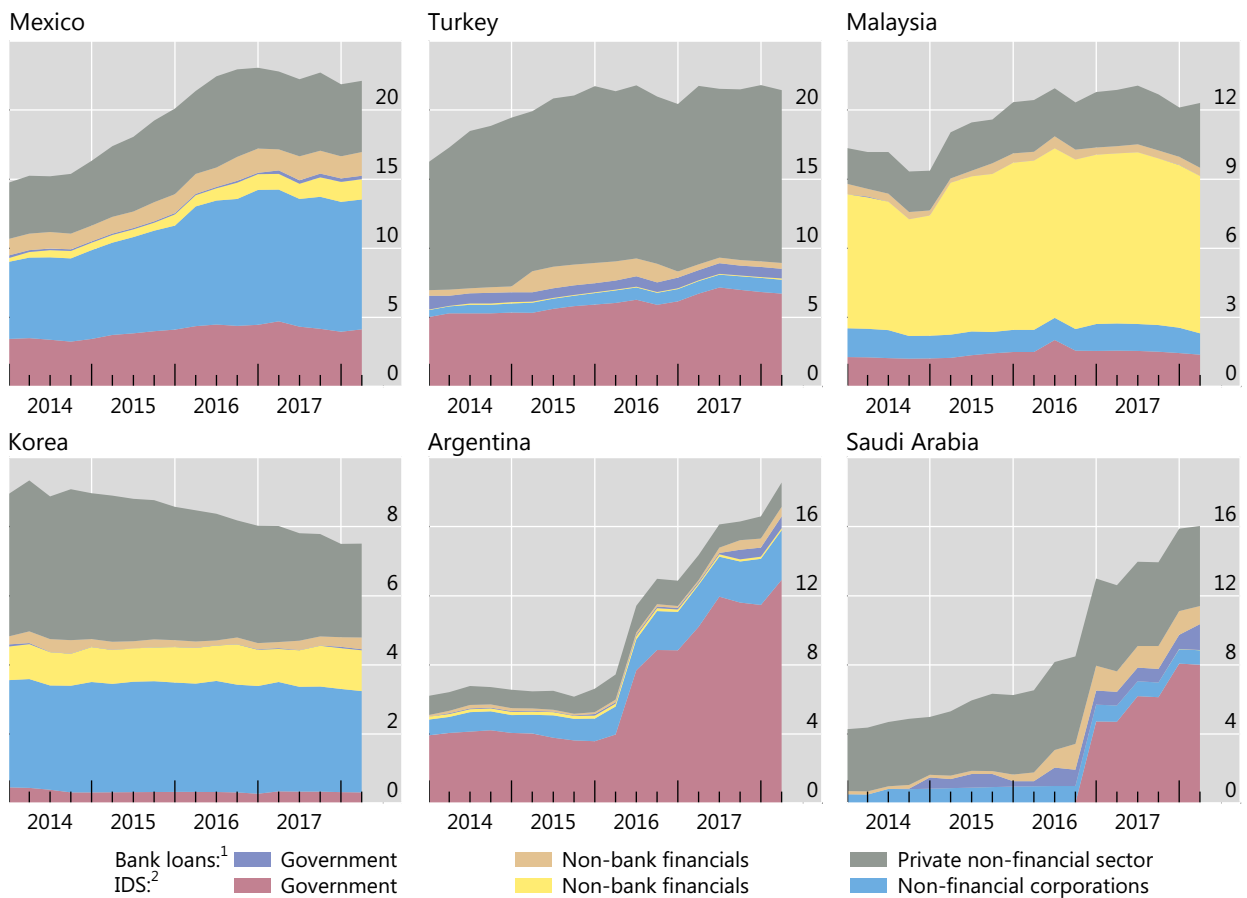 Mexico
20
15
10
5
0
2014 2015 2016 2017
Turkey
20
15
10
5
0
2014 2015 2016 2017
Malaysia
12
9
6
3
0
2014 2015 2016 2017
Korea
8
6
4
2
0
2014 2015 2016 2017
Argentina
16
12
8
4
0
2014 2015 2016 2017
Saudi Arabia
16
12
8
4
0
2014 2015 2016 2017
Bank loans:1 Government Non-bank financials Private non-financial sector
IDS:2 Government Non-bank financials Non-financial corporations